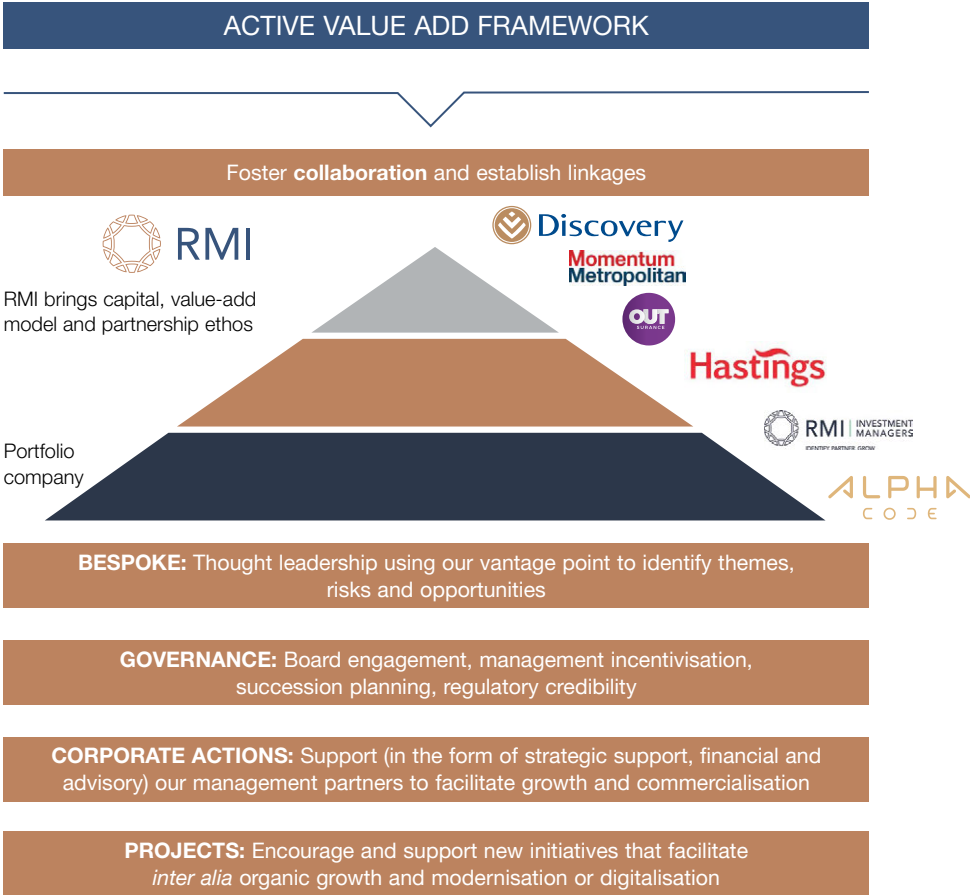 ACTIVE VALUE ADD FRAMEWORK
Foster collaboration and establish linkages
RMI
RMI brings capital, value-add
model and partnership ethos
Discovery
Momentum
Metropolitan
OUT
SURANCE
Hastings
RMI INVESTMENT
MANAGERS
IDENTIFY. PARTNER. GROW.
Portfolio
company
ALPHA
CODE
BESPOKE: Thought leadership using our vantage point to identify themes,
risks and opportunities
GOVERNANCE: Board engagement, management incentivisation,
succession planning, regulatory credibility
CORPORATE ACTIONS: Support (in the form of strategic support, financial and
advisory) our management partners to facilitate growth and commercialisation
PROJECTS: Encourage and support new initiatives that facilitate
inter alia organic growth and modernisation or digitalisation